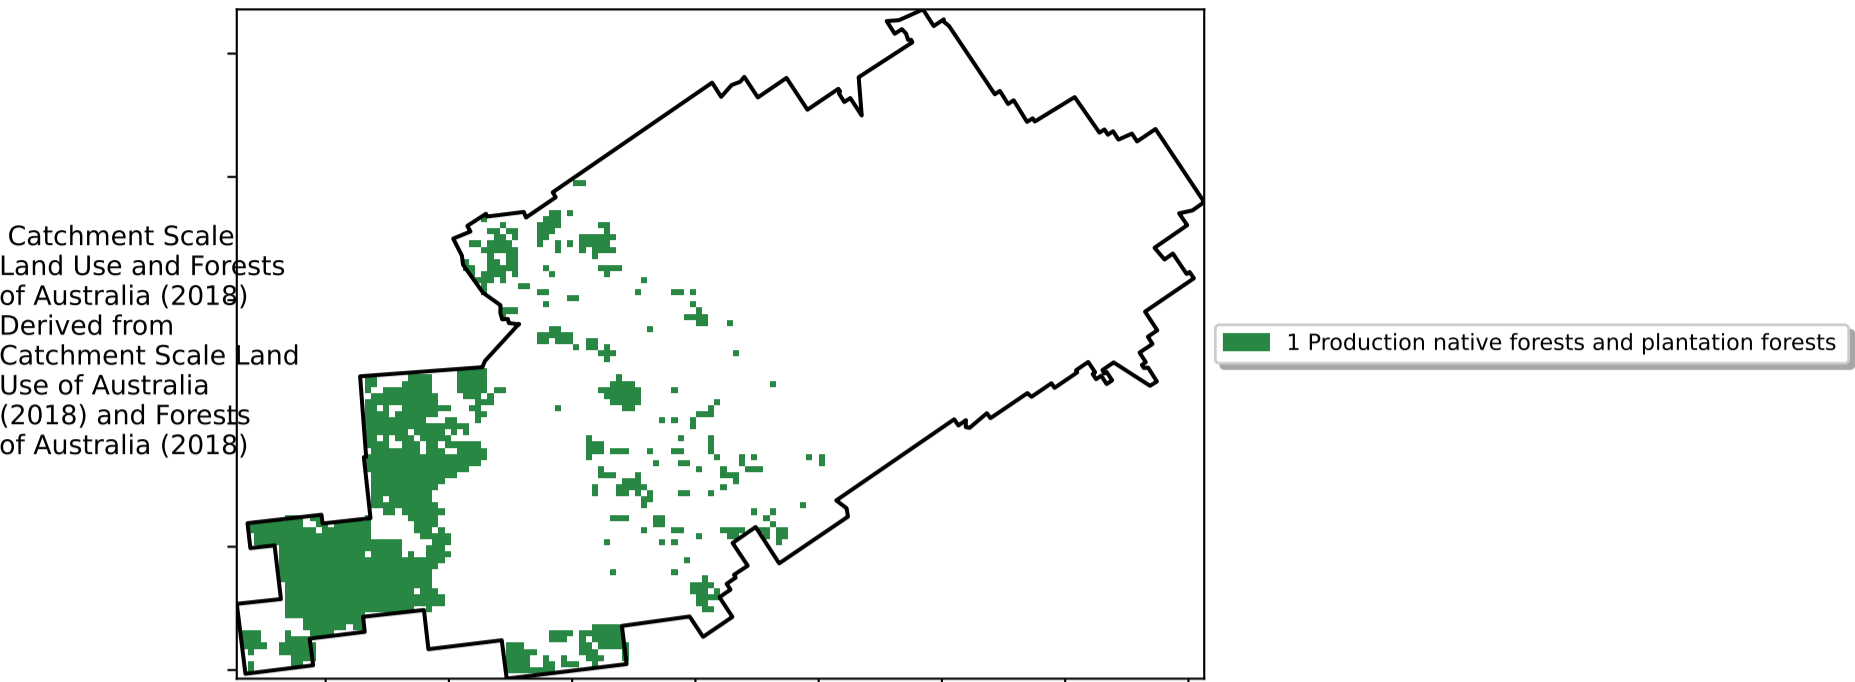 Catchment Scale
Land Use and Forests
of Australia (2018)
Derived from
Catchment Scale Land
Use of Australia
(2018) and Forests
of Australia (2018)
1 Production native forests and plantation forests